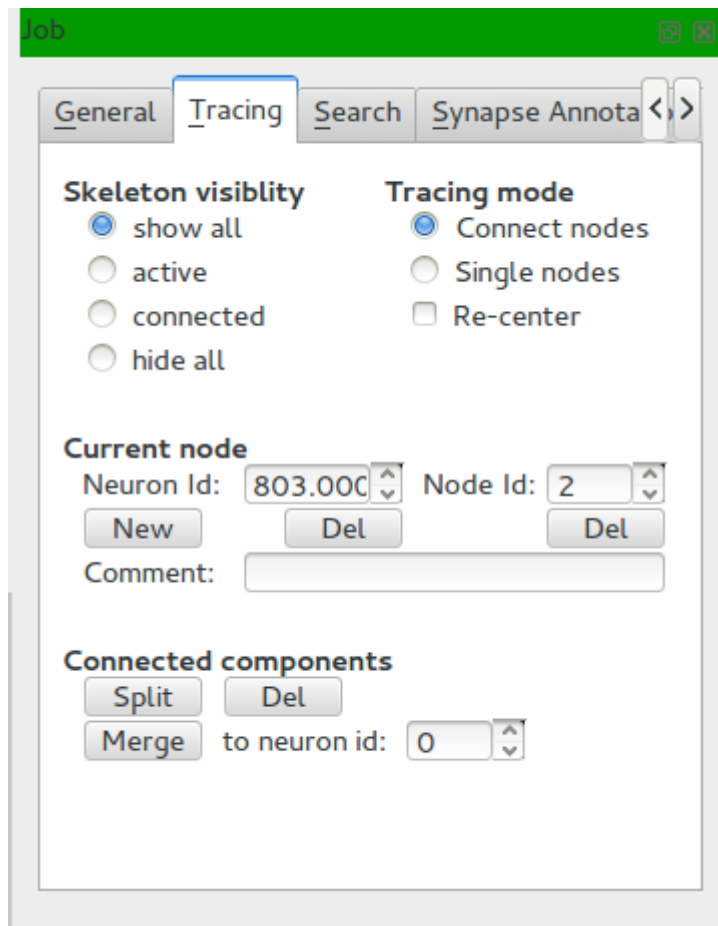 Job
General Tracing Search Synapse Annota
Skeleton visiblity Tracing mode
show all Connect nodes
active Single nodes
connected Re-center
hide all
Current node
Neuron Id: 803.000 Node Id: 2
New Del Del
Comment:
Connected components
Split Del
Merge to neuron id: 0